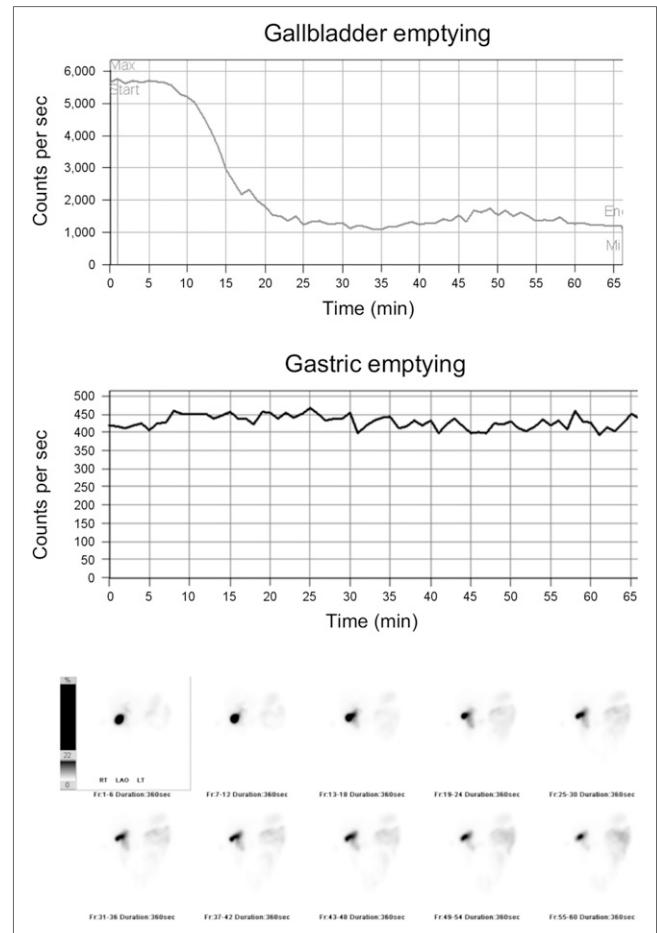 Gallbladder emptying
Max
Start
6,000
5,000
4,000
3,000
2,000
1,000
0
Counts per sec
En
Mi
0 5 10 15 20 25 30 35 40 45 50 55 60 65
Time (min)
Gastric emptying
500
450
400
350
300
250
200
150
100
50
0
Counts per sec
0 5 10 15 20 25 30 35 40 45 50 55 60 65
Time (min)
%
22
0
RT LAO LT
Fr:1-6 Duration:360sec Fr:7-12 Duration:360sec Fr:13-18 Duration:360sec Fr:19-24 Duration:360sec Fr:25-30 Duration:360sec
Fr:31-36 Duration:360sec Fr:37-42 Duration:360sec Fr:43-48 Duration:360sec Fr:49-54 Duration:360sec Fr:55-60 Duration:360sec